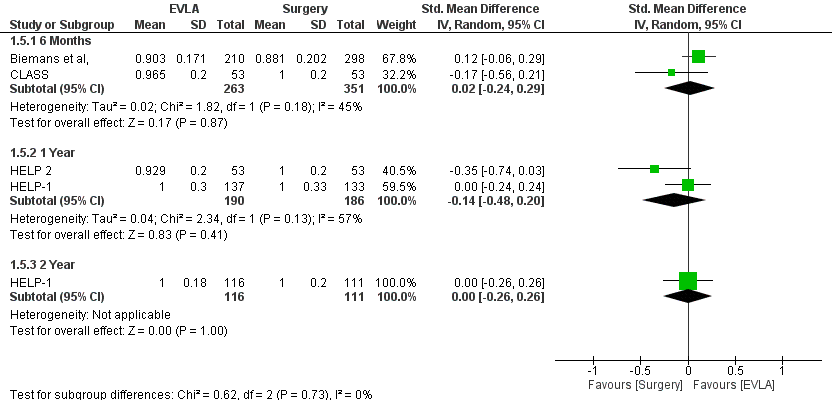 EVLA Surgery Std. Mean Difference Std. Mean Difference
Study or Subgroup Mean SD Total Mean SD Total Weight IV, Random, 95% CI IV, Random, 95% CI
1.5.1 6 Months
Biemans et al, 0.903 0.171 210 0.881 0.202 298 67.8% 0.12 [-0.06, 0.29]
CLASS 0.965 0.2 53 1 0.2 53 32.2% -0.17 [-0.56, 0.21]
Subtotal (95% CI) 263 351 100.0% 0.02 [-0.24, 0.29]
Heterogeneity: Tau² = 0.02; Chi² = 1.82, df = 1 (P = 0.18); I² = 45%
Test for overall effect: Z = 0.17 (P = 0.87)
1.5.2 1 Year
HELP 2 0.929 0.2 53 1 0.2 53 40.5% -0.35 [-0.74, 0.03]
HELP-1 1 0.3 137 1 0.33 133 59.5% 0.00 [-0.24, 0.24]
Subtotal (95% CI) 190 186 100.0% -0.14 [-0.48, 0.20]
Heterogeneity: Tau² = 0.04; Chi² = 2.34, df = 1 (P = 0.13); I² = 57%
Test for overall effect: Z = 0.83 (P = 0.41)
1.5.3 2 Year
HELP-1 1 0.18 116 1 0.2 111 100.0% 0.00 [-0.26, 0.26]
Subtotal (95% CI) 116 111 100.0% 0.00 [-0.26, 0.26]
Heterogeneity: Not applicable
Test for overall effect: Z = 0.00 (P = 1.00)
-1 -0.5 0 0.5 1
Favours [Surgery] Favours [EVLA]
Test for subgroup differences: Chi² = 0.62, df = 2 (P = 0.73), I² = 0%